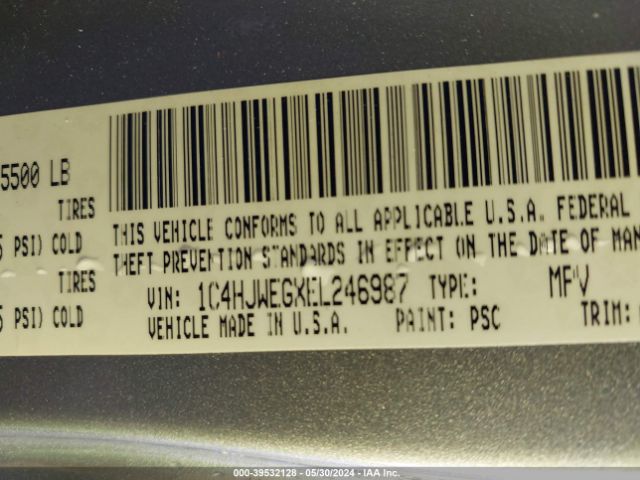 5500 LB
TIRES
PSI) COLD
TIRES
PSI) COLD
THIS VEHICLE CONFORMS TO ALL APPLICABLE U.S.A. FEDERAL
THEFT PREVENTION STANDARDS IN EFFECT ON THE DATE OF MAN
VIN: 1C4HJWEGXEL246987 TYPE: MPV
VEHICLE MADE IN U.S.A. PAINT: PSC TRIM:
000-39532128 - 05/30/2024 - IAA Inc.